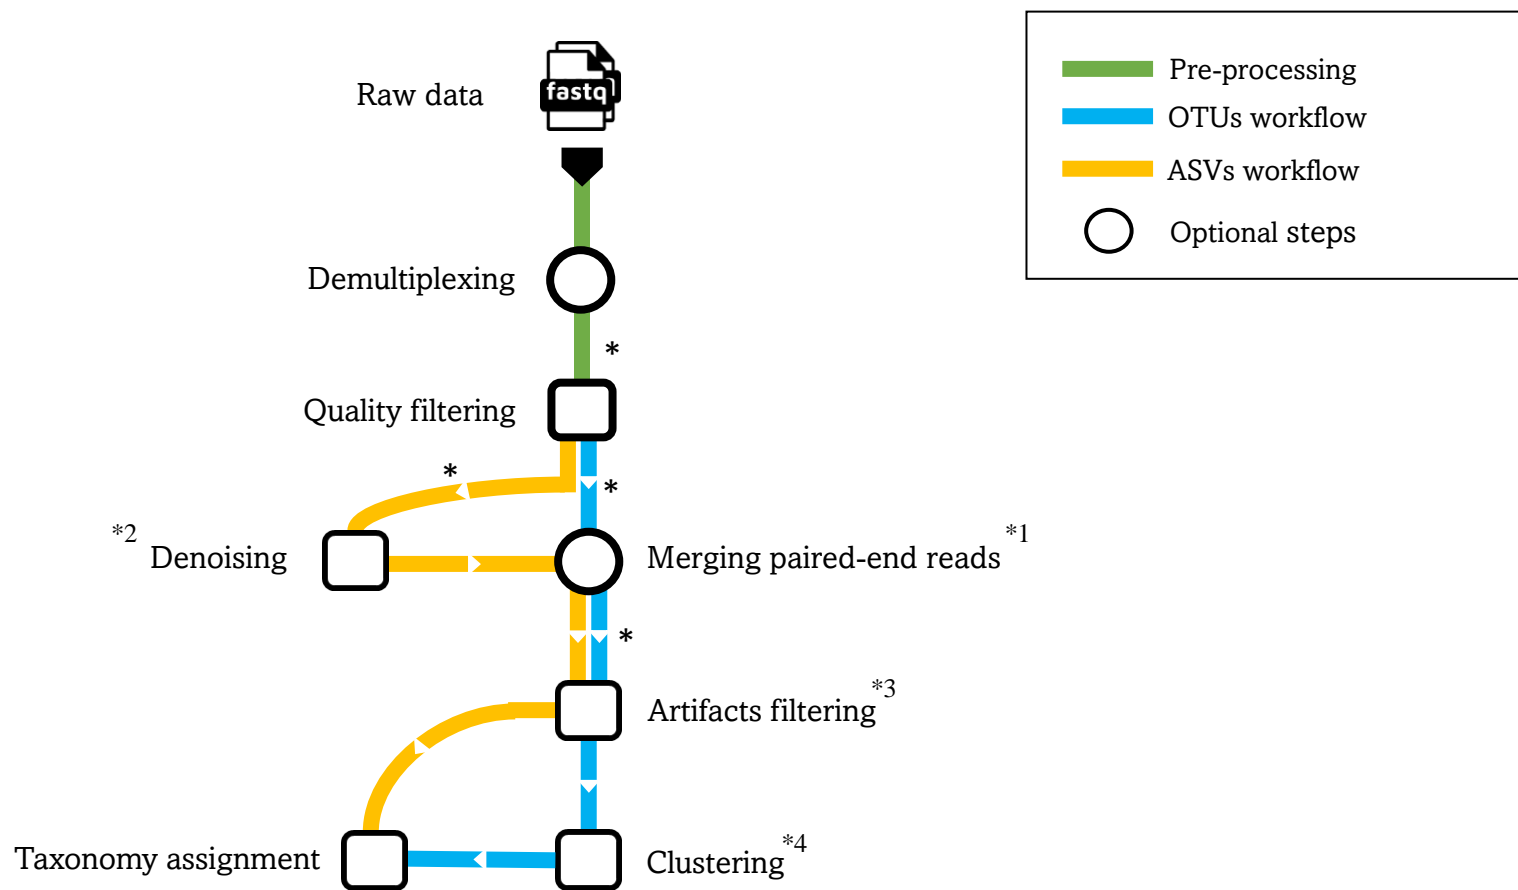 Raw data
fastq
Pre-processing
OTUs workflow
ASVs workflow
Optional steps
Demultiplexing
*
Quality filtering
*
*
*2 Denoising
Merging paired-end reads *1
*
Artifacts filtering *3
Taxonomy assignment
Clustering *4